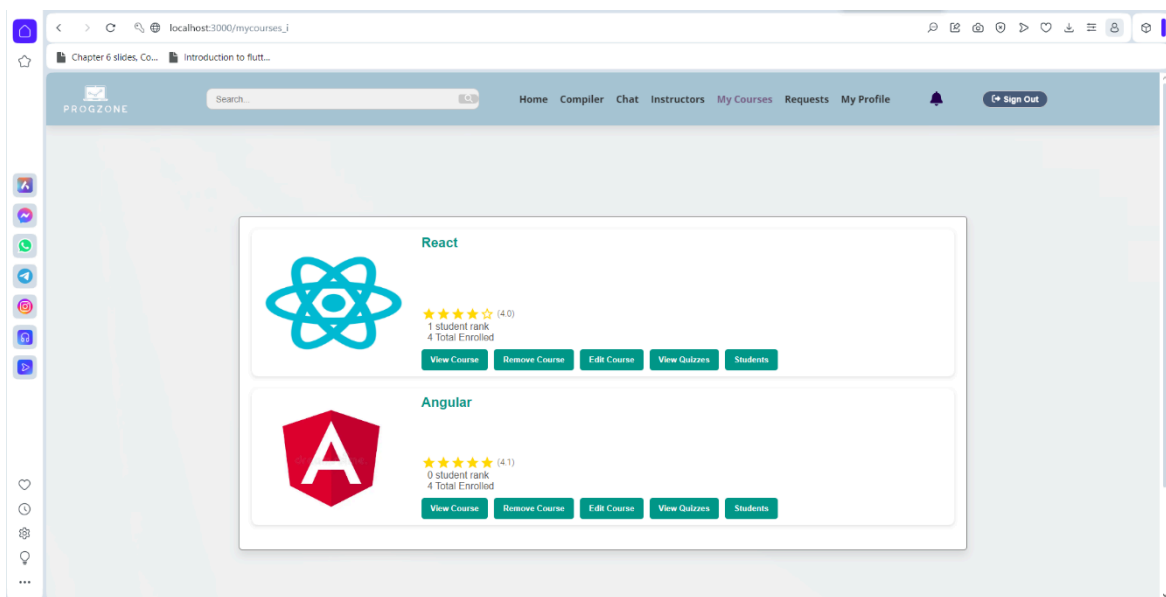 localhost:3000/mycourses_i
Chapter 6 slides, Co... Introduction to flutt...
PROGZONE
Search... Home Compiler Chat Instructors My Courses Requests My Profile Sign Out
React
(4.0)
1 student rank
4 Total Enrolled
View Course Remove Course Edit Course View Quizzes Students
Angular
(4.1)
0 student rank
4 Total Enrolled
View Course Remove Course Edit Course View Quizzes Students